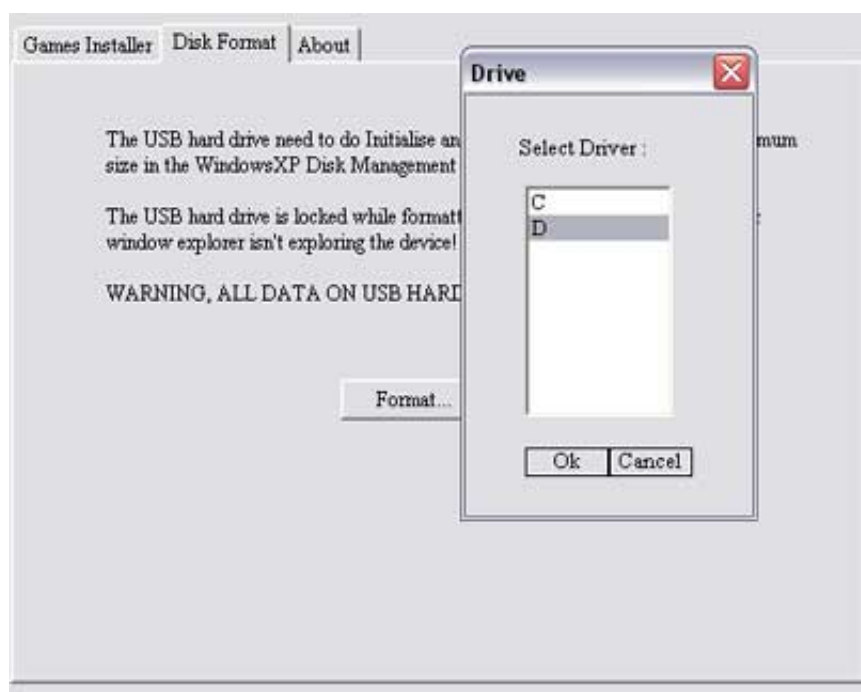 Games Installer Disk Format About
Drive
The USB hard drive need to do Initialise an mum
size in the WindowsXP Disk Management
The USB hard drive is locked while formatt
window explorer isn't exploring the device!
WARNING, ALL DATA ON USB HARD
Format...
Select Driver :
C
D
Ok Cancel